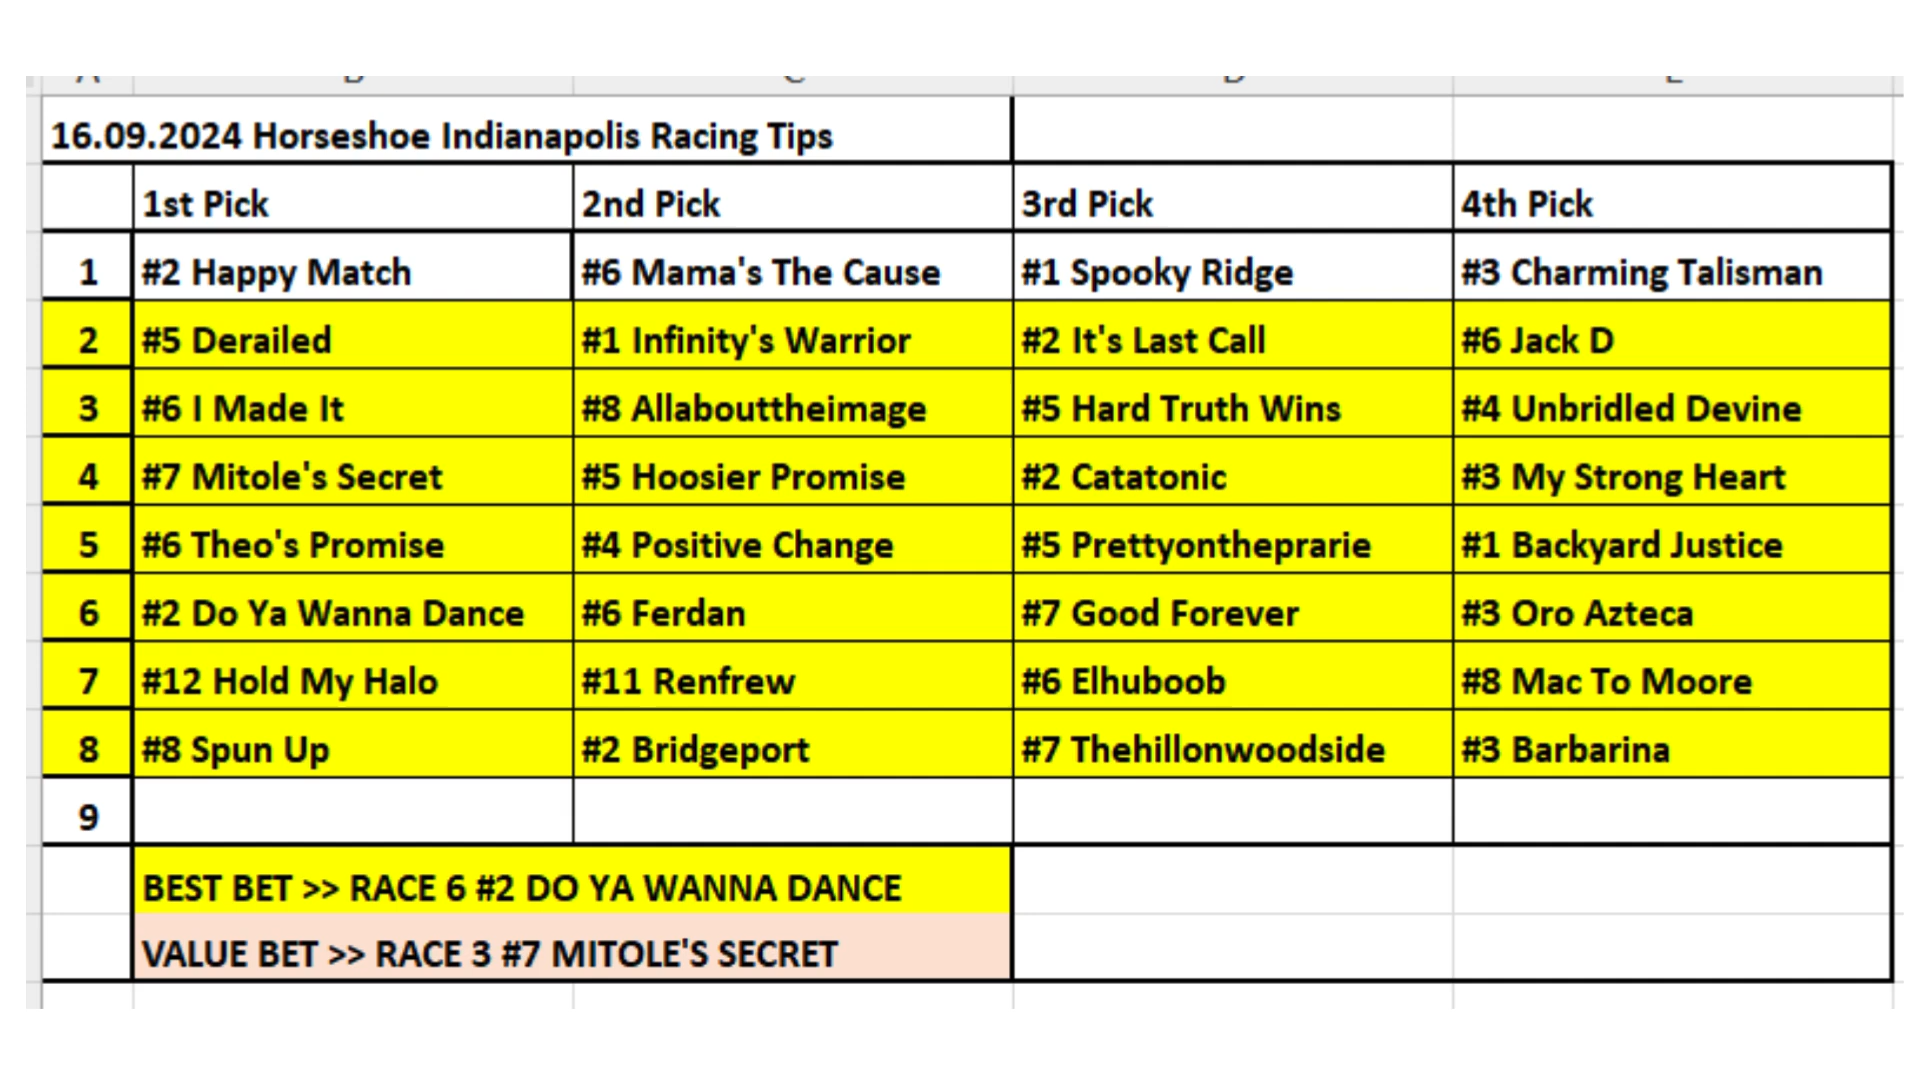 16.09.2024 Horseshoe Indianapolis Racing Tips
1st Pick 2nd Pick 3rd Pick 4th Pick
1 #2 Happy Match #6 Mama's The Cause #1 Spooky Ridge #3 Charming Talisman
2 #5 Derailed #1 Infinity's Warrior #2 It's Last Call #6 Jack D
3 #6 I Made It #8 Allabouttheimage #5 Hard Truth Wins #4 Unbridled Devine
4 #7 Mitole's Secret #5 Hoosier Promise #2 Catatonic #3 My Strong Heart
5 #6 Theo's Promise #4 Positive Change #5 Prettyontheprarie #1 Backyard Justice
6 #2 Do Ya Wanna Dance #6 Ferdan #7 Good Forever #3 Oro Azteca
7 #12 Hold My Halo #11 Renfrew #6 Elhuboob #8 Mac To Moore
8 #8 Spun Up #2 Bridgeport #7 Thehillonwoodside #3 Barbarina
9
BEST BET >> RACE 6 #2 DO YA WANNA DANCE
VALUE BET >> RACE 3 #7 MITOLE'S SECRET